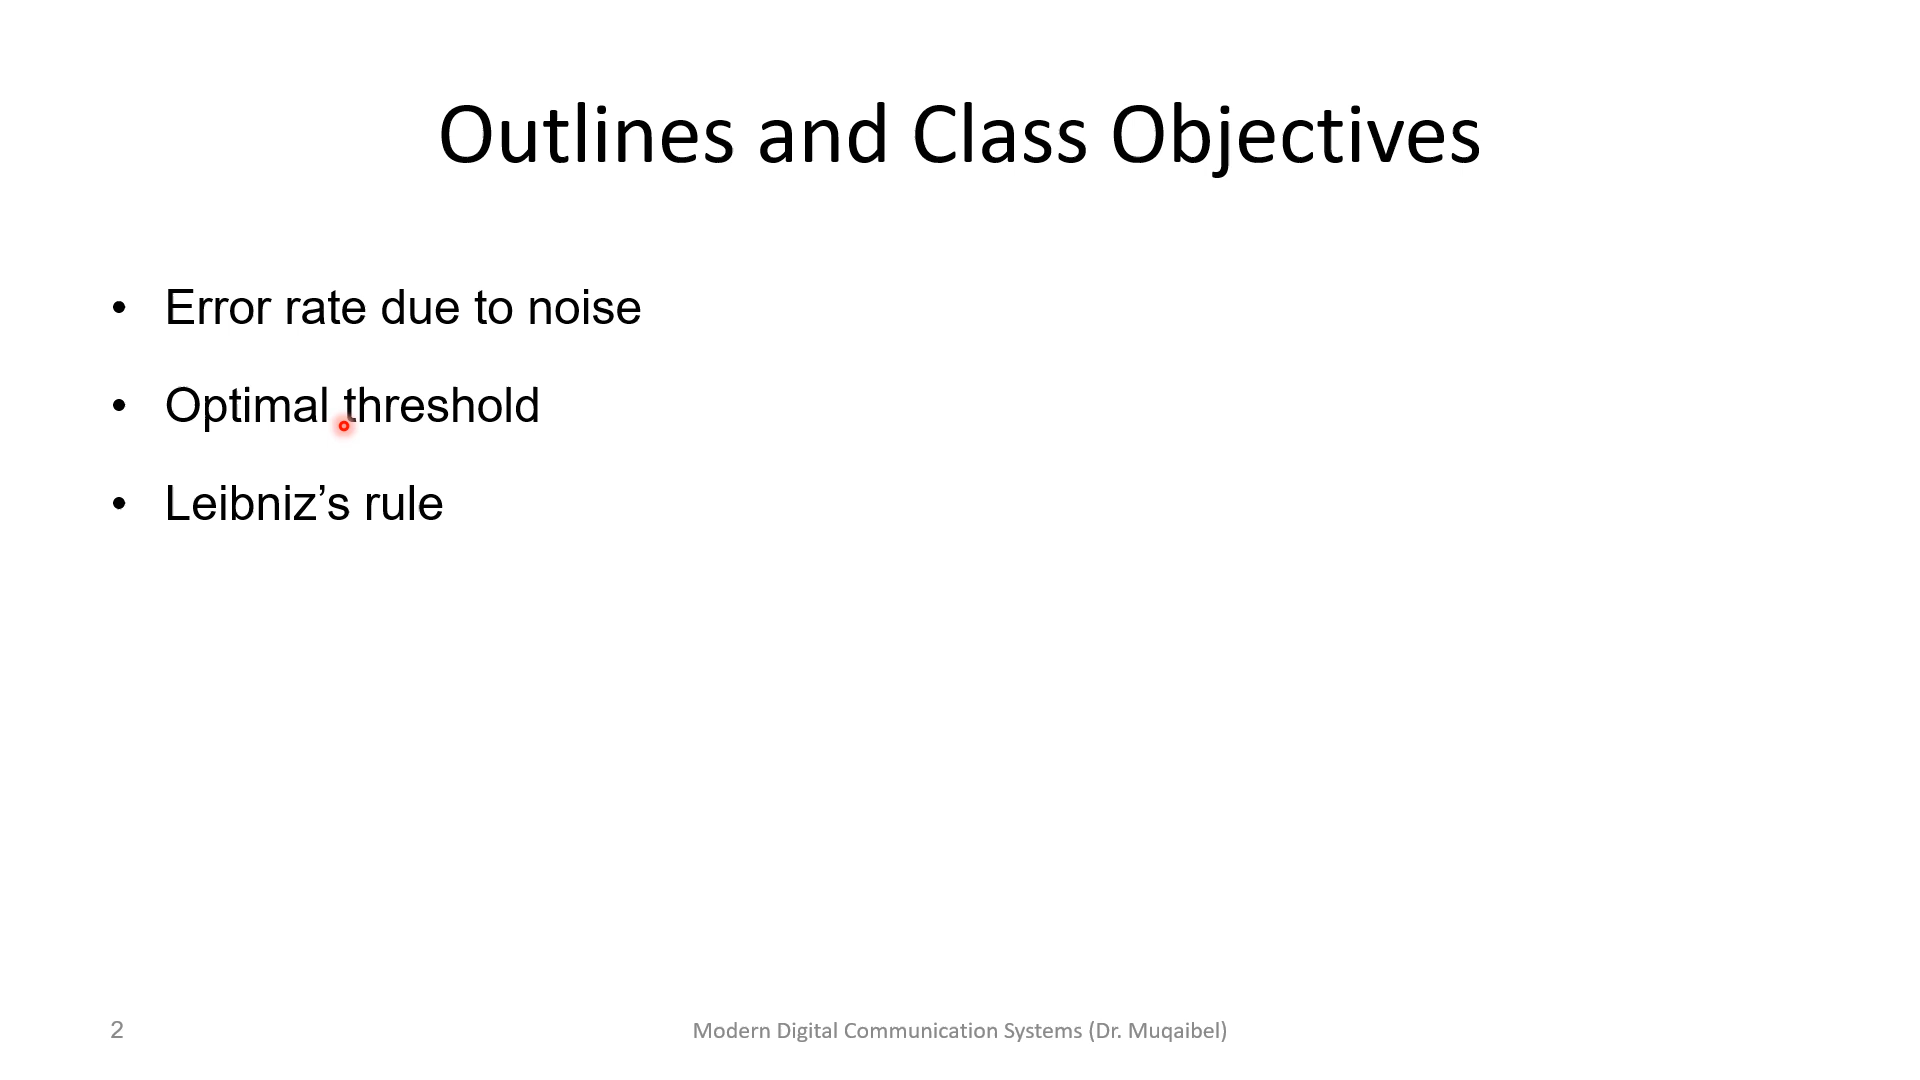 Outlines and Class Objectives
• Error rate due to noise
• Optimal threshold
• Leibniz’s rule
2
Modern Digital Communication Systems (Dr. Muqaibel)